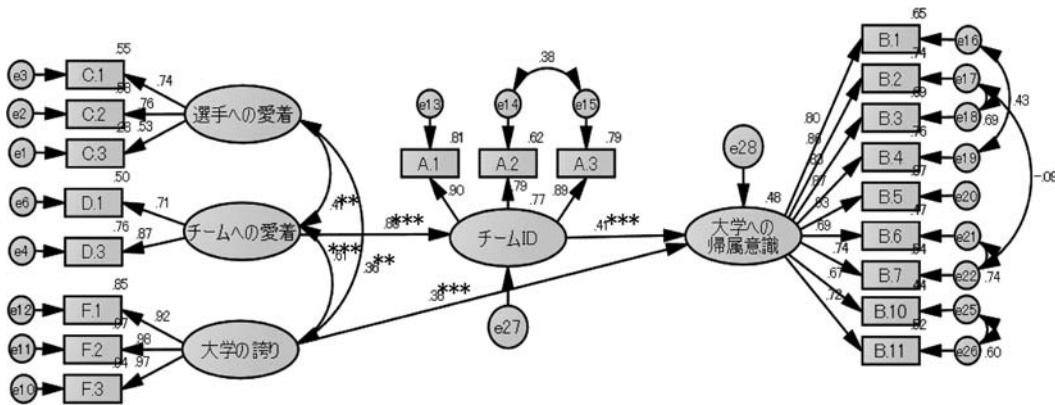 .55
e3
C.1
.74
e2
C.2
.76
.53
e1
C.3
選手への愛着
.50
e6
D.1
.71
.76
e4
D.3
.87
チームへの愛着
.85
e12
F.1
.92
e11
F.2
.98
e10
F.3
.97
大学の誇り
**
***
.61
.36
**
***
.38
e14
e15
e13
.81
.62
.79
A.1
A.2
A.3
.90
.79
.77
.89
チームID
e27
.41
***
.38
***
e28
.48
大学への
帰属意識
.65
B.1
e16
.74
B.2
e17
B.3
e18
.76
B.4
e19
B.5
e20
B.6
e21
B.7
e22
B.10
e25
B.11
e26
.80
.86
.87
.69
.74
.67
.72
.43
.69
-.09
.74
.60